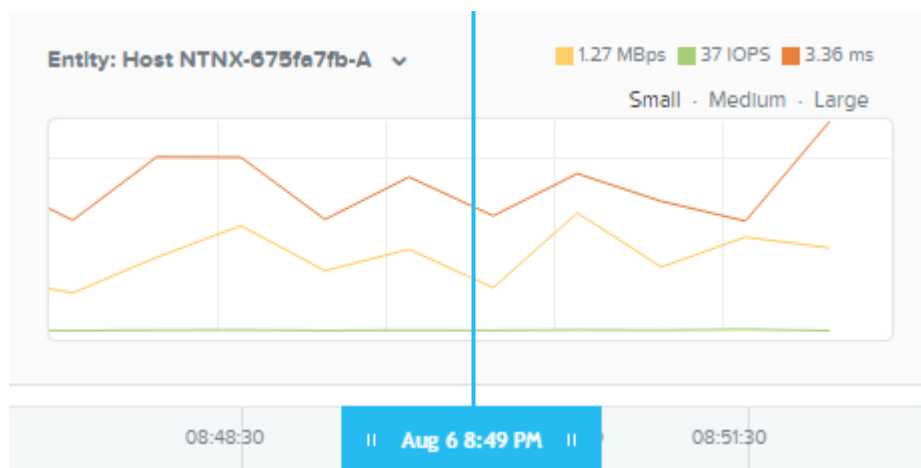 Entity: Host NTNX-675fa7fb-A
1.27 MBps 37 IOPS 3.36 ms
Small · Medium · Large
08:48:30 Aug 6 8:49 PM 08:51:30